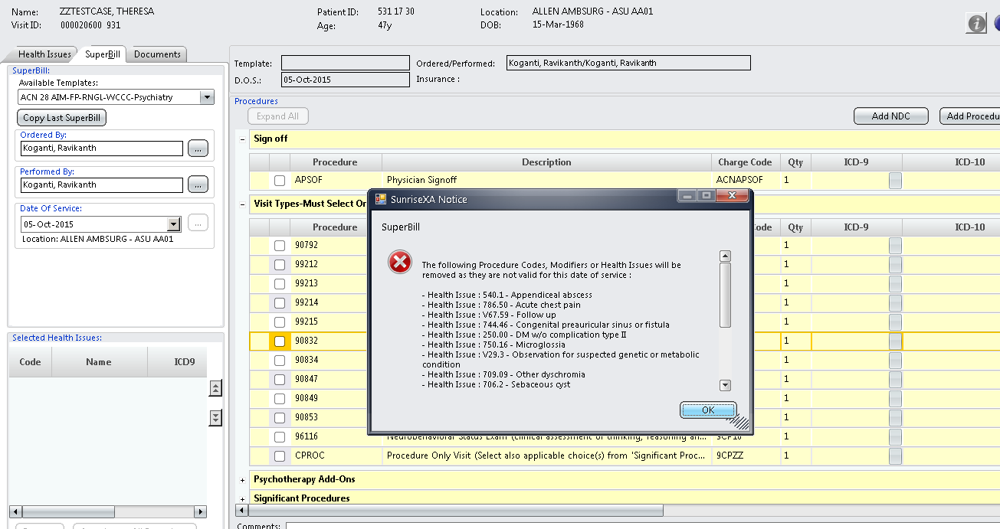 Name: ZZTESTCASE, THERESA Patient ID: 531 17 30 Location: ALLEN AMBSURG - ASU AA01
Visit ID: 000020600 931 Age: 47y DOB: 15-Mar-1968
Health Issues SuperBill Documents
SuperBill:
Available Templates:
ACN 28 AIM-FP-RNGL-WCCC-Psychiatry
Copy Last SuperBill
Ordered By:
Koganti, Ravikanth ...
Performed By:
Koganti, Ravikanth ...
Date Of Service:
05-Oct-2015 ...
Location: ALLEN AMBSURG - ASU AA01
Selected Health Issues:
Code Name ICD9
Template: Ordered/Performed: Koganti, Ravikanth/Koganti, Ravikanth
D.O.S.: 05-Oct-2015 Insurance :
Procedures
Expand All Add NDC Add Procedu
Sign off
Procedure Description Charge Code Qty ICD-9 ICD-10
APSOF Physician Signoff ACNAPSOF 1
Visit Types-Must Select Or
Procedure ode Qty ICD-9 ICD-10
90792 1
99212 1
99213 1
99214 1
99215 1
90832 1
90834 1
90847 1
90849 1
90853 1
96116 Neurobehavioral Status Exam (clinical assessment of thinking, reasoning an... 9CP16 1
CPROC Procedure Only Visit (Select also applicable choice(s) from 'Significant Proc... 9CPZZ 1
Psychotherapy Add-Ons
Significant Procedures
Comments:
SunriseXA Notice
SuperBill
The following Procedure Codes, Modifiers or Health Issues will be
removed as they are not valid for this date of service :
- Health Issue : 540.1 - Appendiceal abscess
- Health Issue : 786.50 - Acute chest pain
- Health Issue : V67.59 - Follow up
- Health Issue : 744.46 - Congenital preauricular sinus or fistula
- Health Issue : 250.00 - DM w/o complication type II
- Health Issue : 750.16 - Microglossia
- Health Issue : V29.3 - Observation for suspected genetic or metabolic
condition
- Health Issue : 709.09 - Other dyschromia
- Health Issue : 706.2 - Sebaceous cyst
OK